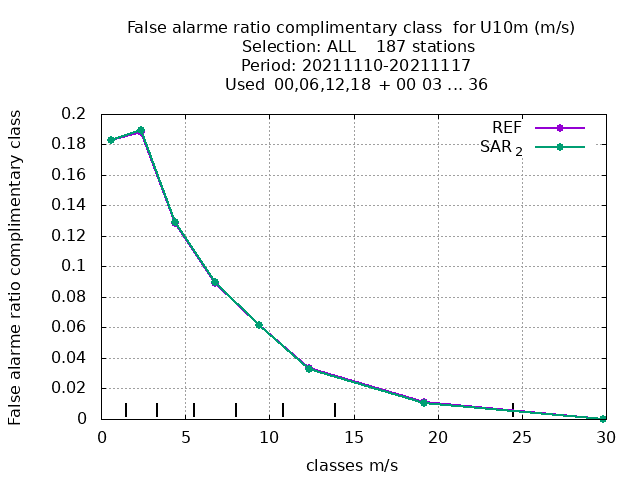 False alarme ratio complimentary class  for U10m (m/s)
Selection: ALL    187 stations
Period: 20211110-20211117
Used  00,06,12,18 + 00 03 ... 36
False alarme ratio complimentary class
0.2
0.18
0.16
0.14
0.12
0.1
0.08
0.06
0.04
0.02
0
REF
SAR 2
0 5 10 15 20 25 30
classes m/s